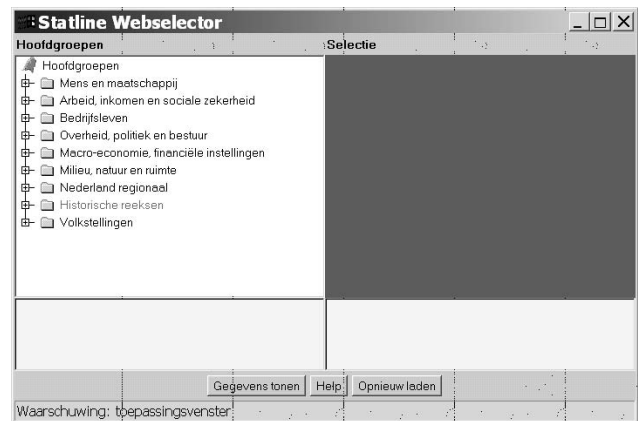 Statline Webselector
Hoofdgroepen
Selectie
Hoofdgroepen
Mens en maatschappij
Arbeid, inkomen en sociale zekerheid
Bedrijfsleven
Overheid, politiek en bestuur
Macro-economie, financiële instellingen
Milieu, natuur en ruimte
Nederland regionaal
Historische reeksen
Volkstellingen
Gegevens tonen Help Opnieuw laden
Waarschuwing: toepassingsvenster